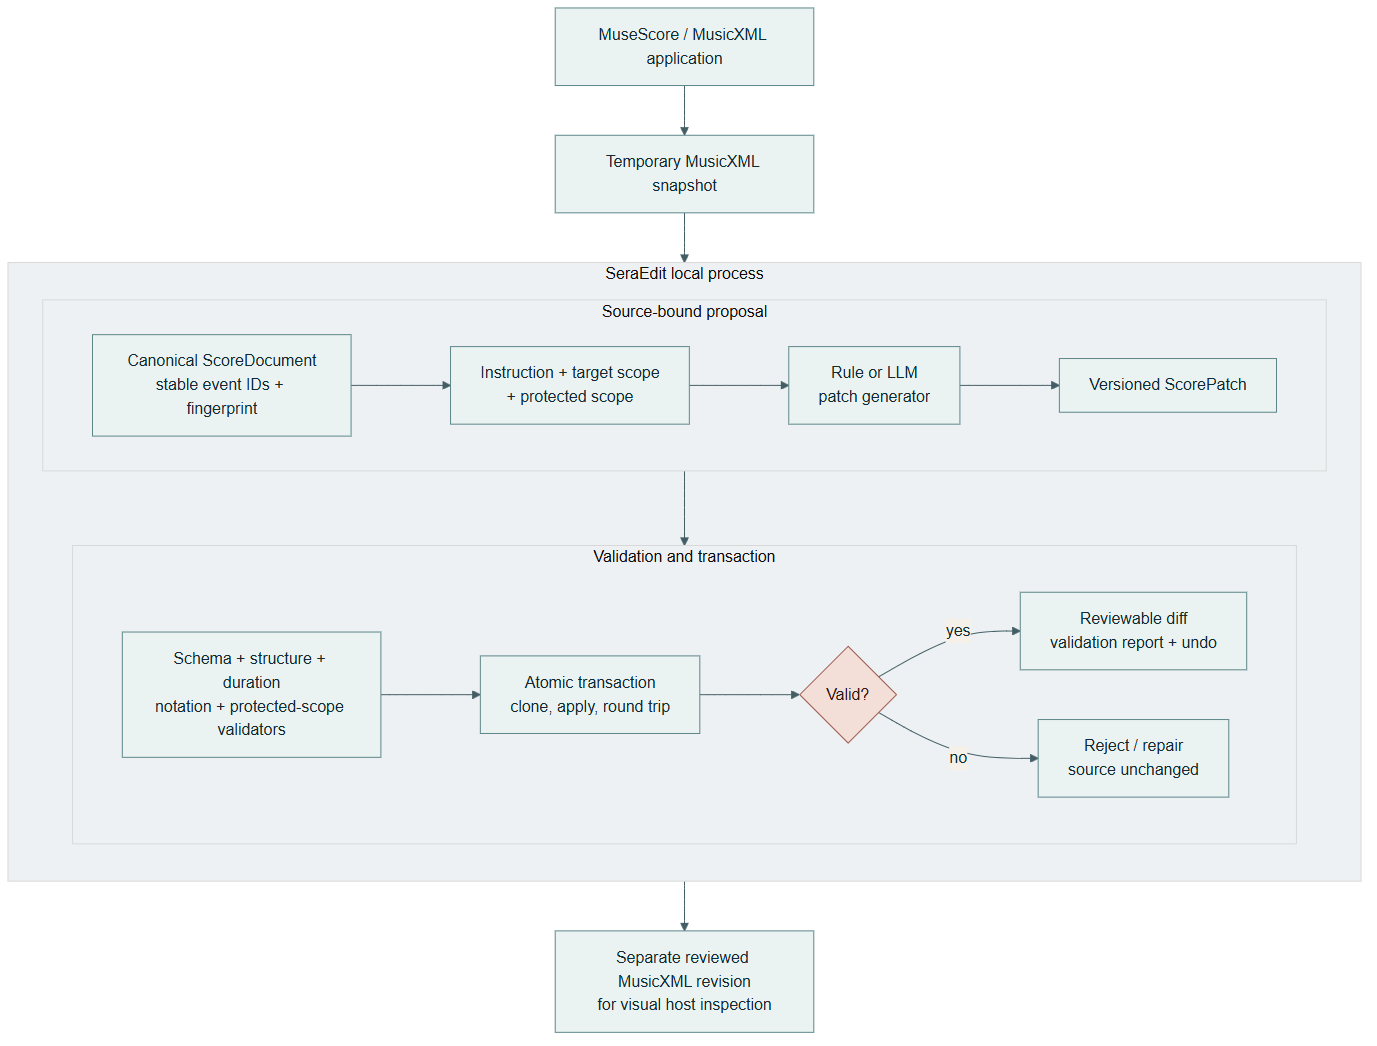 MuseScore / MusicXML
application
Temporary MusicXML
snapshot
SeraEdit local process
Source-bound proposal
Canonical ScoreDocument
stable event IDs +
fingerprint
Instruction + target scope
+ protected scope
Rule or LLM
patch generator
Versioned ScorePatch
Validation and transaction
Schema + structure +
duration
notation + protected-scope
validators
Atomic transaction
clone, apply, round trip
Valid?
yes
Reviewable diff
validation report + undo
no
Reject / repair
source unchanged
Separate reviewed
MusicXML revision
for visual host inspection